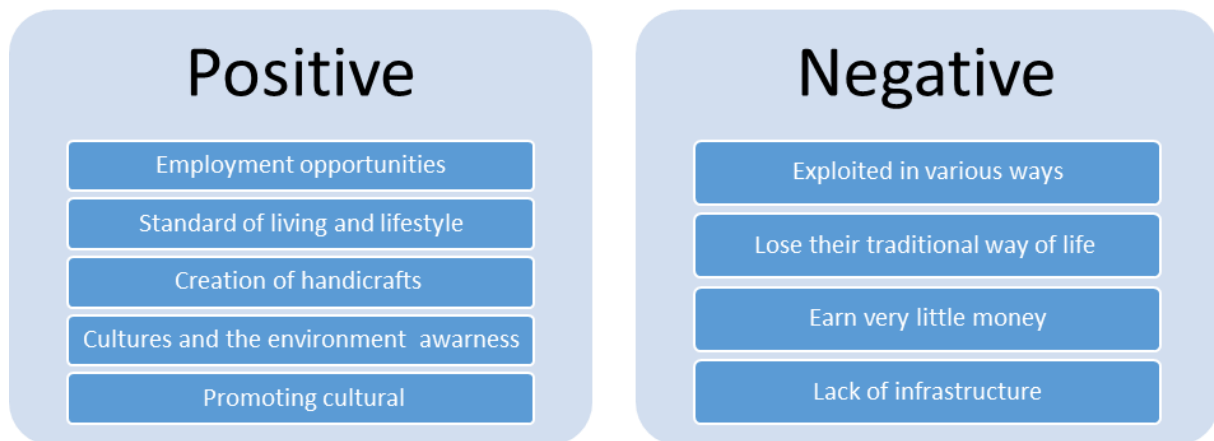 Positive
Employment opportunities
Standard of living and lifestyle
Creation of handicrafts
Cultures and the environment  awarness
Promoting cultural
Negative
Exploited in various ways
Lose their traditional way of life
Earn very little money
Lack of infrastructure